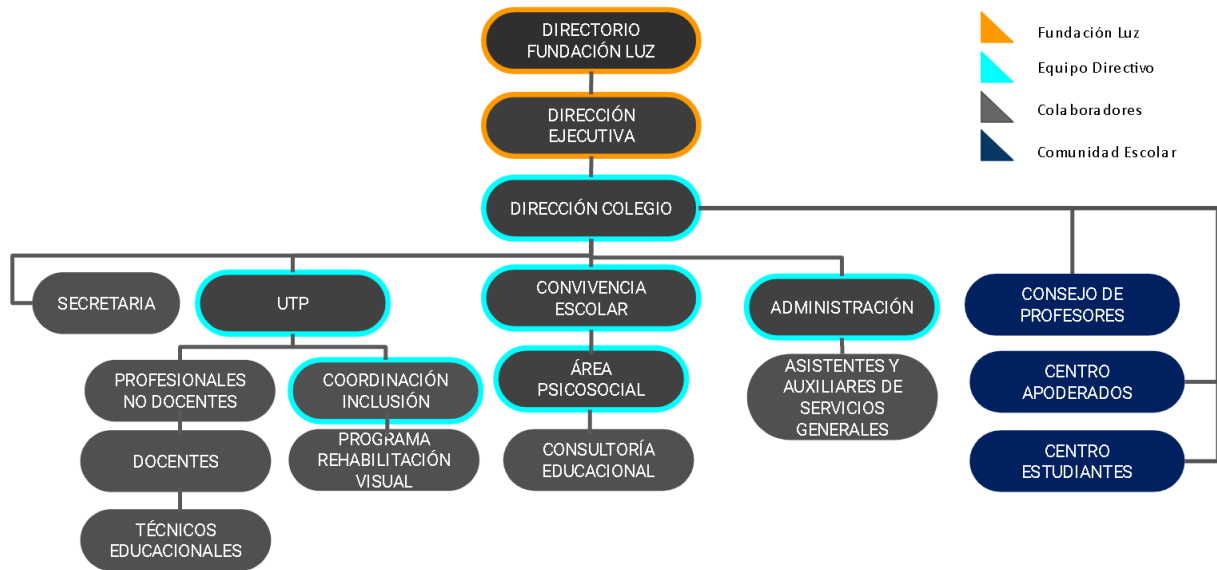 DIRECTORIO
FUNDACIÓN LUZ
DIRECCIÓN
EJECUTIVA
DIRECCIÓN COLEGIO
Fundación Luz
Equipo Directivo
Colaboradores
Comunidad Escolar
SECRETARIA
UTP
CONVIVENCIA
ESCOLAR
ADMINISTRACIÓN
CONSEJO DE
PROFESORES
PROFESIONALES
NO DOCENTES
COORDINACIÓN
INCLUSIÓN
ÁREA
PSICOSOCIAL
ASISTENTES Y
AUXILIARES DE
SERVICIOS
GENERALES
CENTRO
APODERADOS
DOCENTES
PROGRAMA
REHABILITACIÓN
VISUAL
CONSULTORÍA
EDUCACIONAL
CENTRO
ESTUDIANTES
TÉCNICOS
EDUCACIONALES